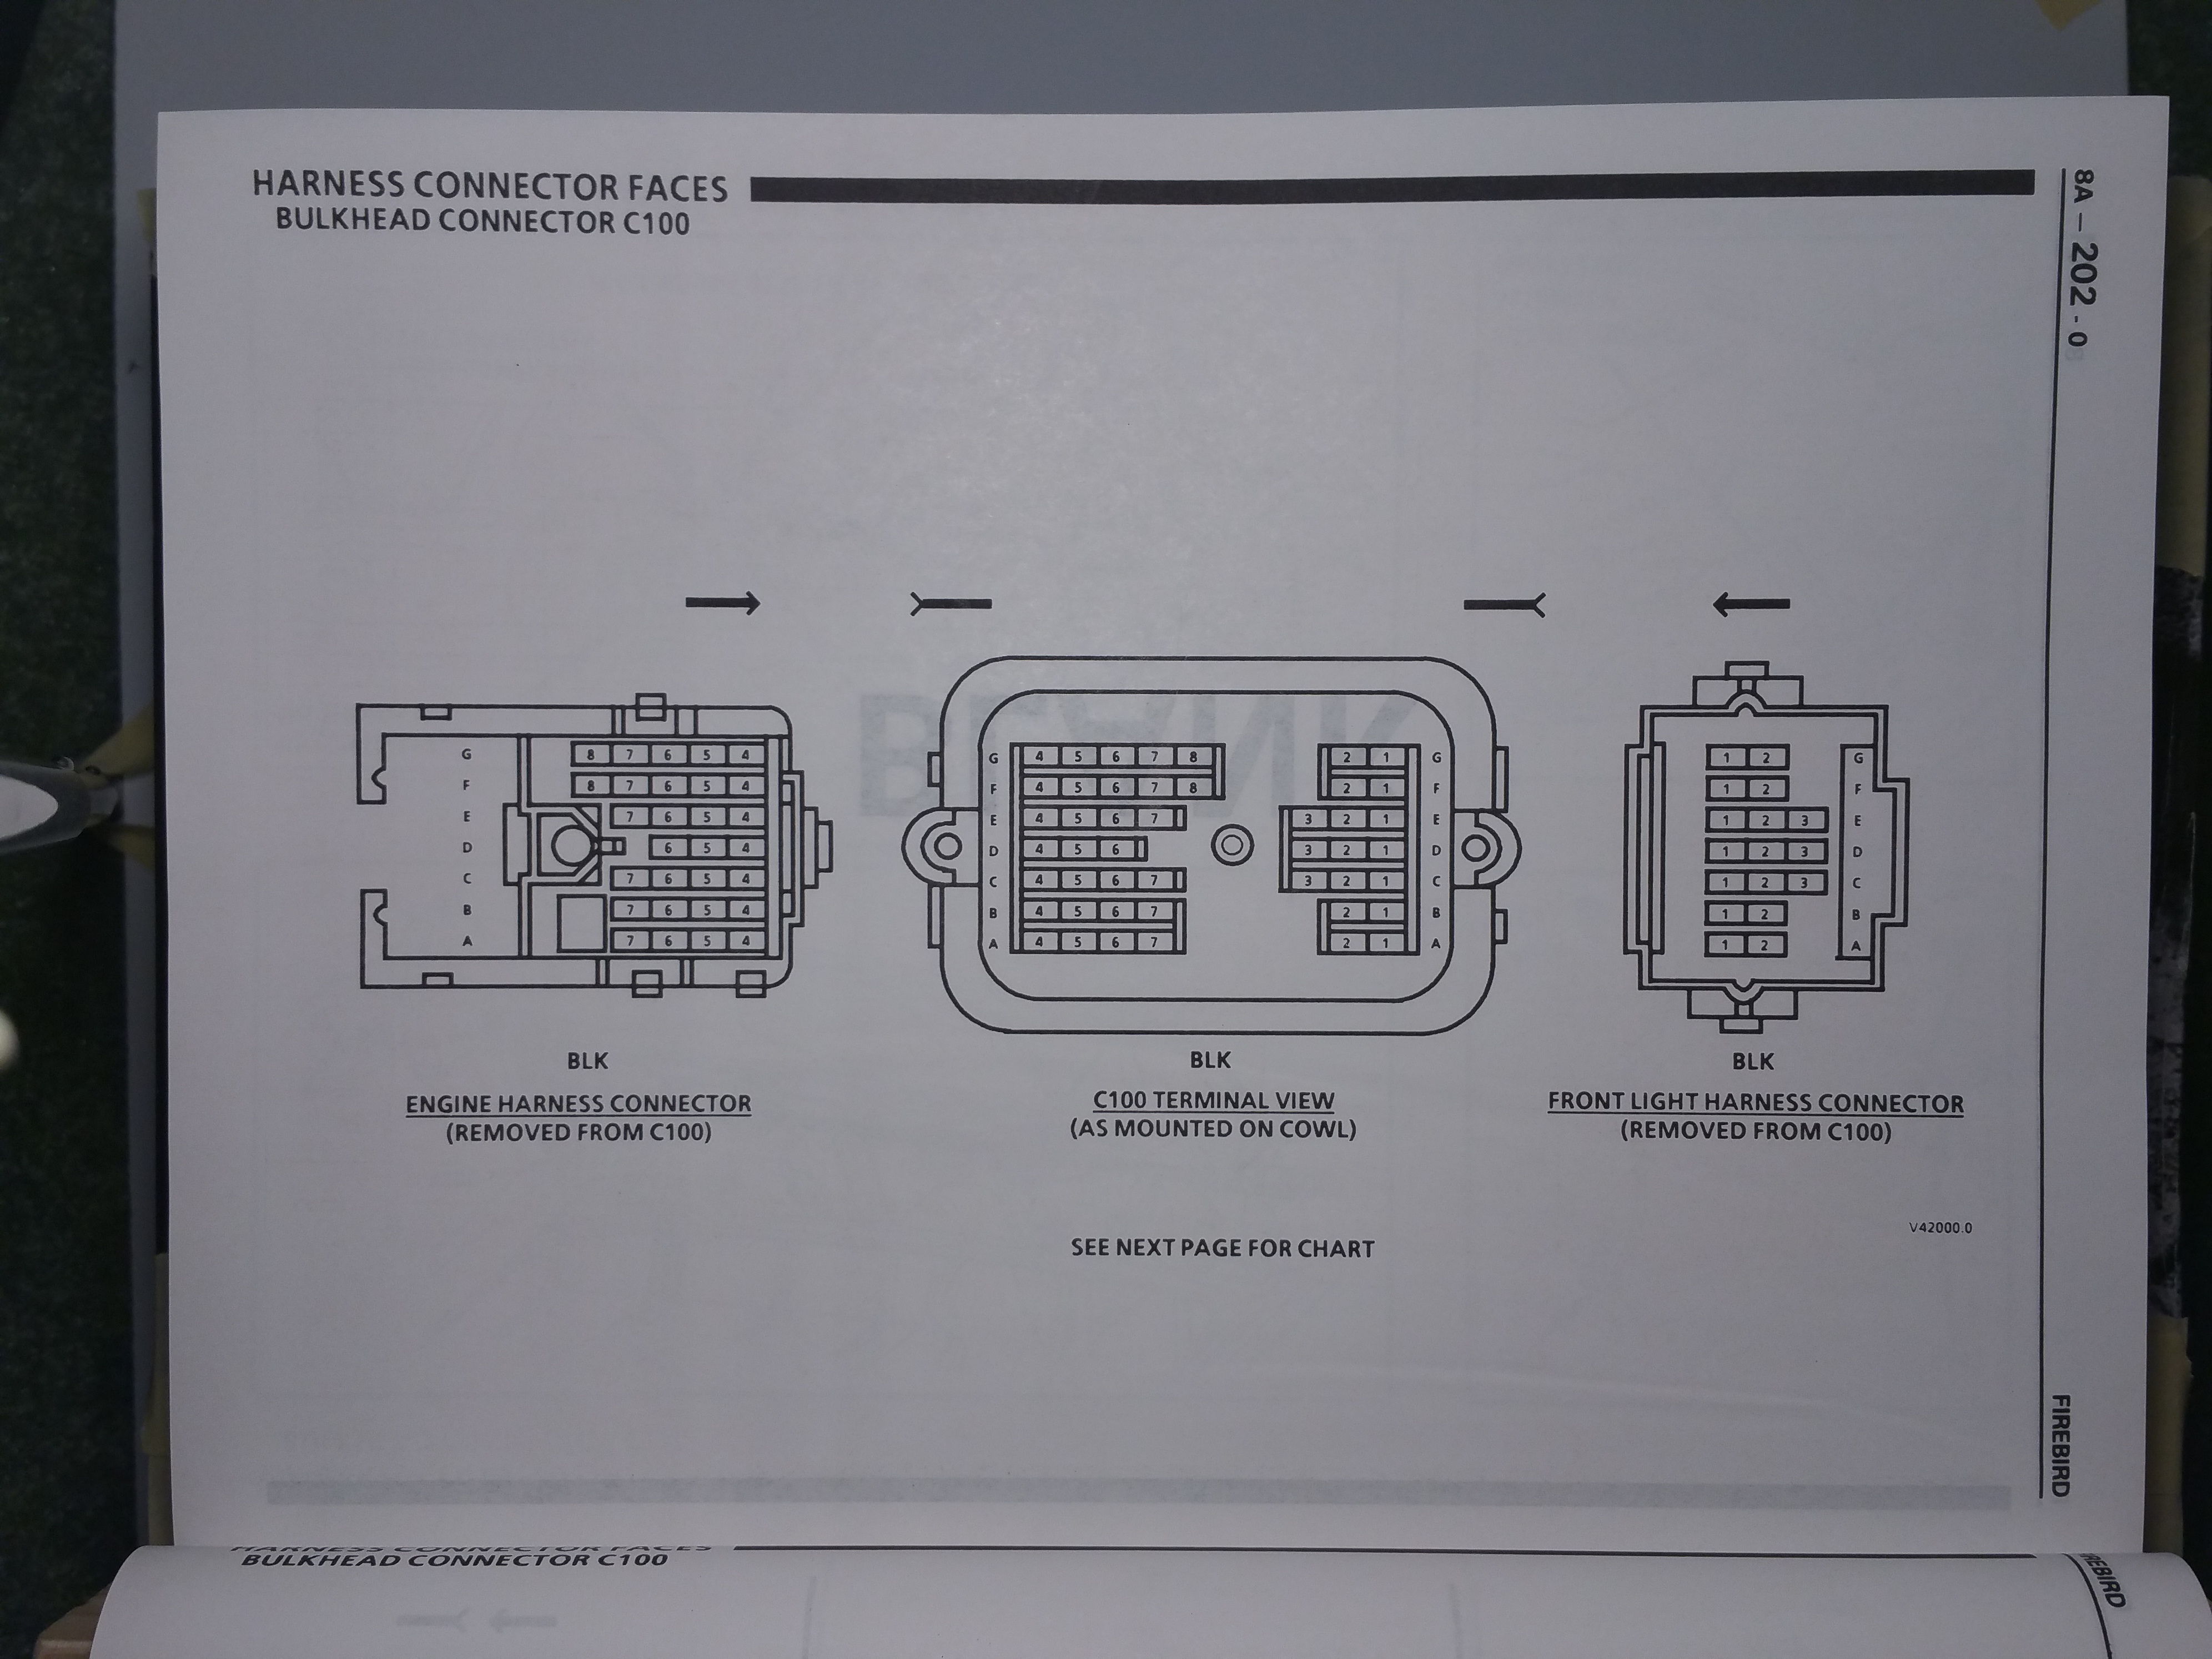 HARNESS CONNECTOR FACES
BULKHEAD CONNECTOR C100
8A — 202 - 0
G 8 7 6 5 4
F 8 7 6 5 4
E 7 6 5 4
D 6 5 4
C 7 6 5 4
B 7 6 5 4
A 7 6 5 4
BLK
ENGINE HARNESS CONNECTOR
(REMOVED FROM C100)
G 4 5 6 7 8 2 1 G
F 4 5 6 7 8 2 1 F
E 4 5 6 7 3 2 1 E
D 4 5 6 3 2 1 D
C 4 5 6 7 3 2 1 C
B 4 5 6 7 2 1 B
A 4 5 6 7 2 1 A
BLK
C100 TERMINAL VIEW
(AS MOUNTED ON COWL)
1 2 G
1 2 F
1 2 3 E
1 2 3 D
1 2 3 C
1 2 B
1 2 A
BLK
FRONT LIGHT HARNESS CONNECTOR
(REMOVED FROM C100)
V42000.0
SEE NEXT PAGE FOR CHART
FIREBIRD
HARNESS CONNECTOR FACES
BULKHEAD CONNECTOR C100